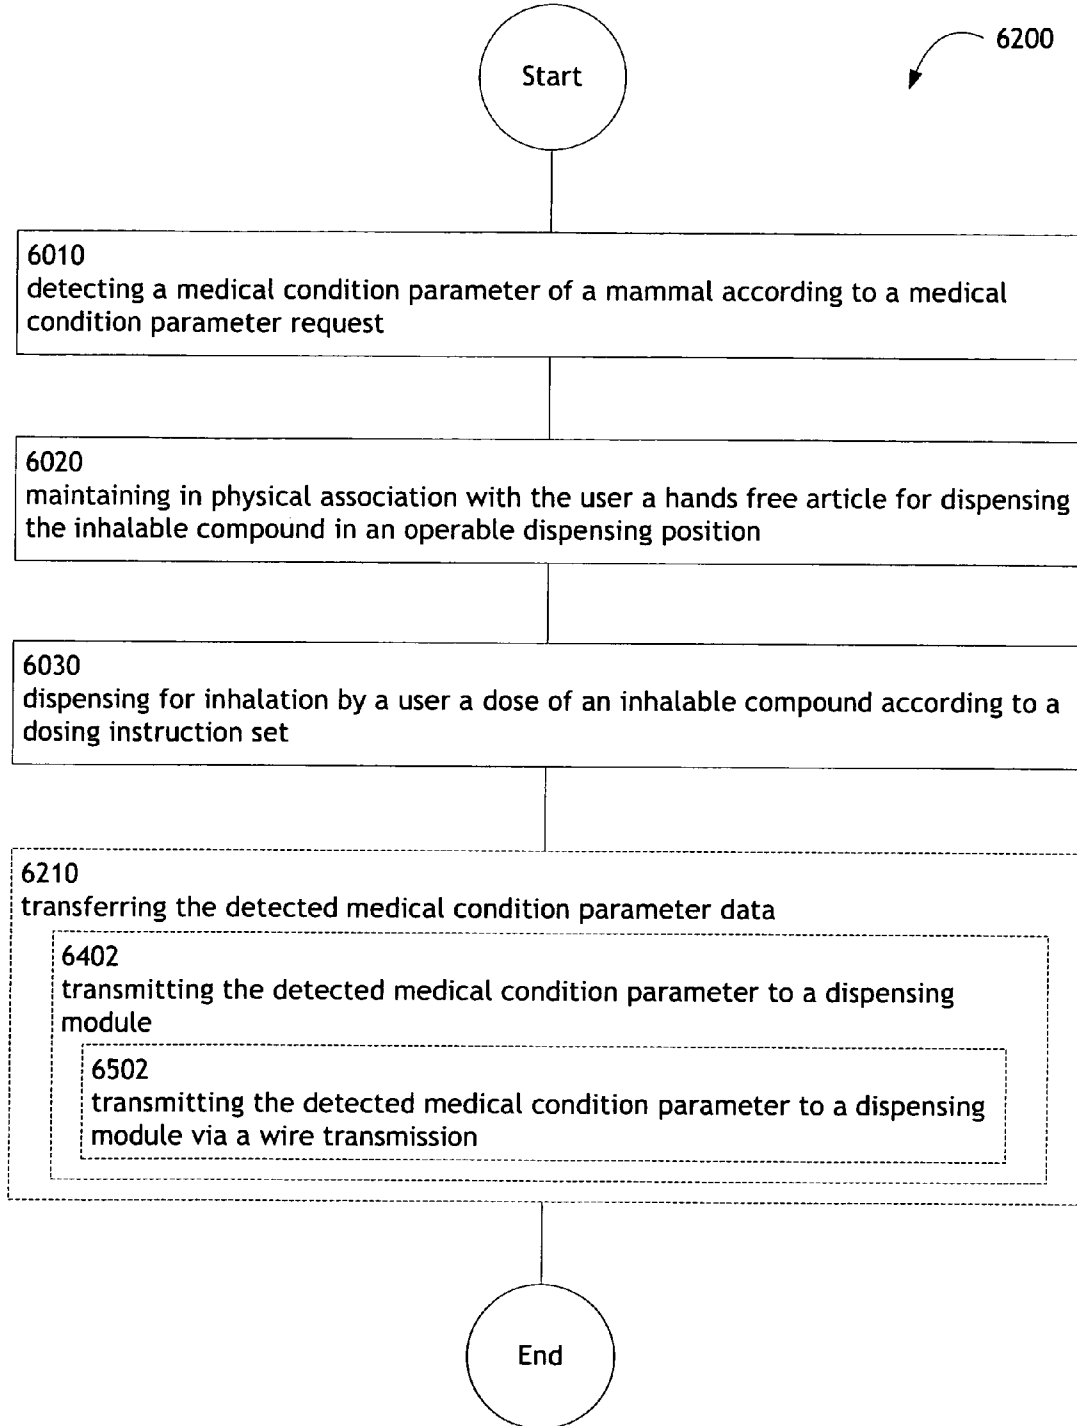 Start
6200
6010
detecting a medical condition parameter of a mammal according to a medical
condition parameter request
6020
maintaining in physical association with the user a hands free article for dispensing
the inhalable compound in an operable dispensing position
6030
dispensing for inhalation by a user a dose of an inhalable compound according to a
dosing instruction set
6210
transferring the detected medical condition parameter data
6402
transmitting the detected medical condition parameter to a dispensing
module
6502
transmitting the detected medical condition parameter to a dispensing
module via a wire transmission
End